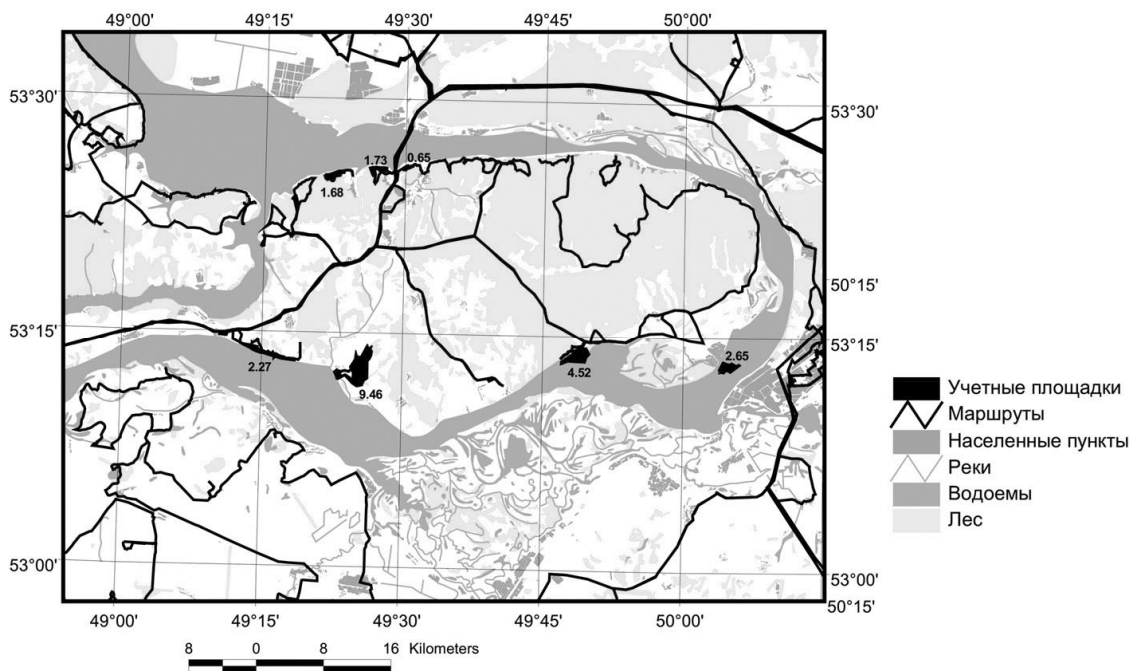 49°00' 49°15' 49°30' 49°45' 50°00'
53°30' 53°30'
1.73 0.65
1.68
50°15'
53°15' 53°15'
2.27 9.46 4.52 2.65
Учетные площадки
Маршруты
Населенные пункты
Реки
Водоемы
Лес
53°00' 53°00'
50°15'
49°00' 49°15' 49°30' 49°45' 50°00'
8 0 8 16 Kilometers